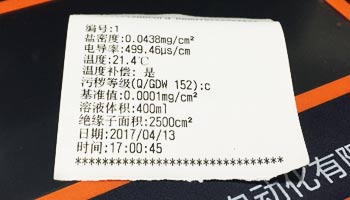 编号:1
盐密度:0.0438mg/cm²
电导率:499.46μs/cm
温度:21.4℃
温度补偿: 是
污秽等级(Q/GDW 152):c
基准值:0.0001mg/cm²
溶液体积:400ml
绝缘子面积:2500cm²
日期:2017/04/13
时间:17:00:45
******************************
自动化有限